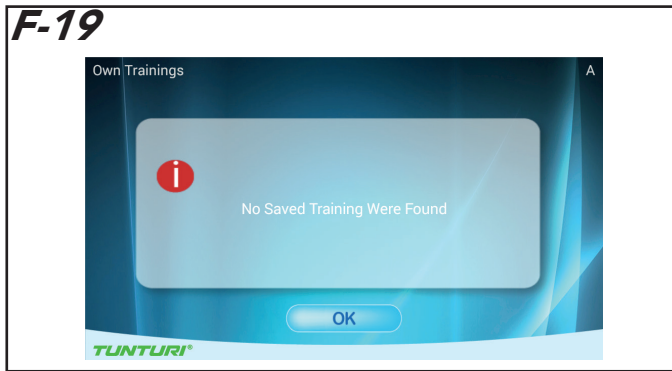 F-19
Own Trainings A
i
No Saved Training Were Found
OK
TUNTURI®